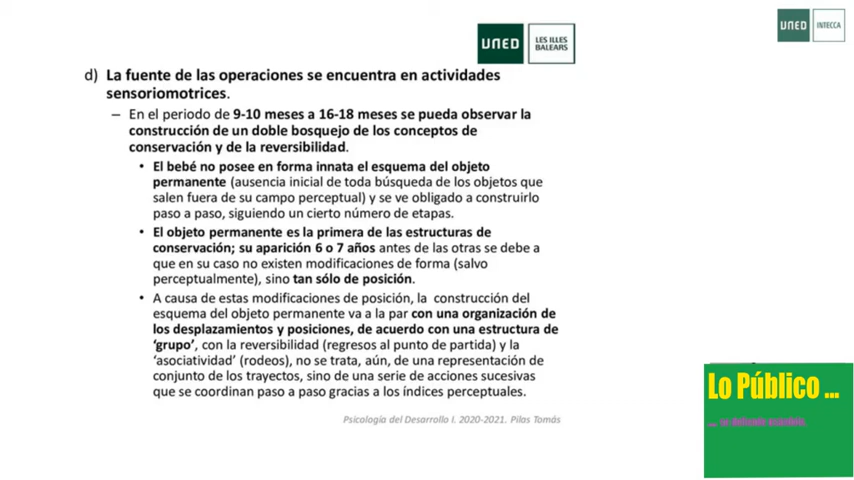 UNED
LES ILLES
BALEARS
UNED
INTECCA
d) La fuente de las operaciones se encuentra en actividades
sensoriomotrices.
– En el periodo de 9-10 meses a 16-18 meses se pueda observar la
construcción de un doble bosquejo de los conceptos de
conservación y de la reversibilidad.
• El bebé no posee en forma innata el esquema del objeto
permanente (ausencia inicial de toda búsqueda de los objetos que
salen fuera de su campo perceptual) y se ve obligado a construirlo
paso a paso, siguiendo un cierto número de etapas.
• El objeto permanente es la primera de las estructuras de
conservación; su aparición 6 o 7 años antes de las otras se debe a
que en su caso no existen modificaciones de forma (salvo
perceptualmente), sino tan sólo de posición.
• A causa de estas modificaciones de posición, la construcción del
esquema del objeto permanente va a la par con una organización de
los desplazamientos y posiciones, de acuerdo con una estructura de
‘grupo’, con la reversibilidad (regresos al punto de partida) y la
‘asociatividad’ (rodeos), no se trata, aún, de una representación de
conjunto de los trayectos, sino de una serie de acciones sucesivas
que se coordinan paso a paso gracias a los índices perceptuales.
Psicología del Desarrollo I. 2020-2021. Pilas Tomás
Lo Público ...